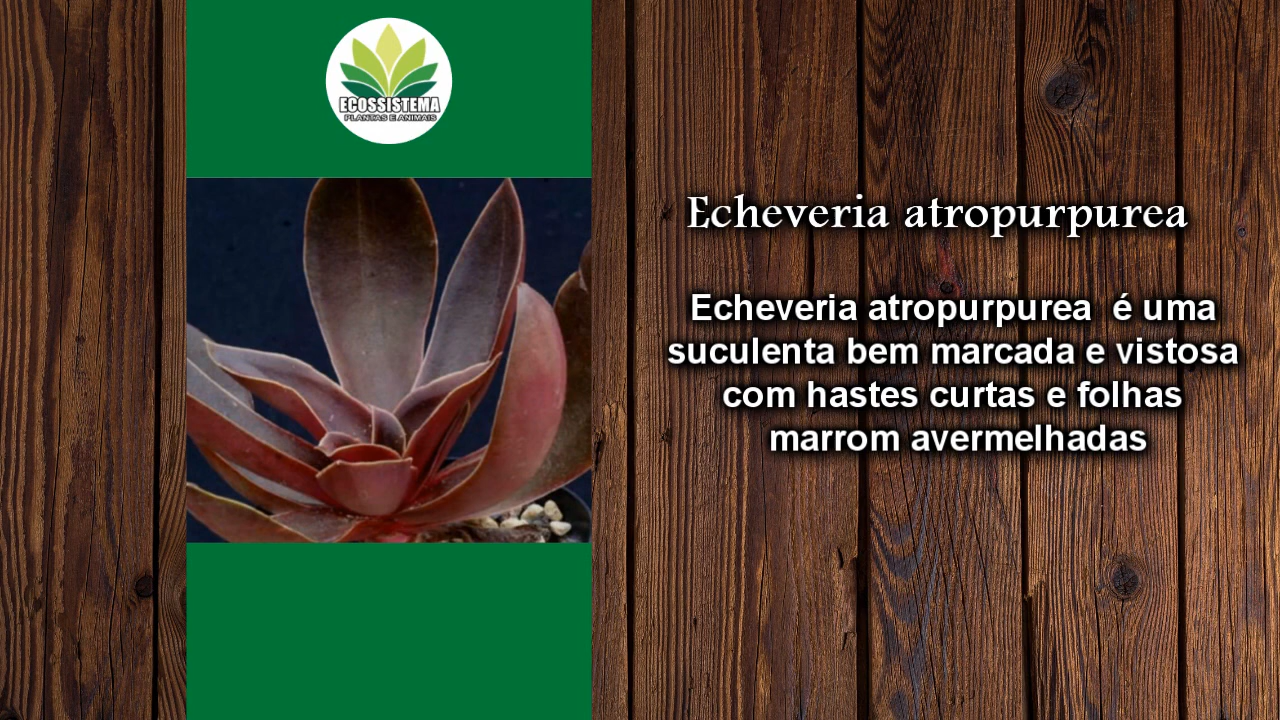 ECOSSISTEMA
PLANTAS E ANIMAIS
Echeveria atropurpurea
Echeveria atropurpurea  é uma
suculenta bem marcada e vistosa
com hastes curtas e folhas
marrom avermelhadas